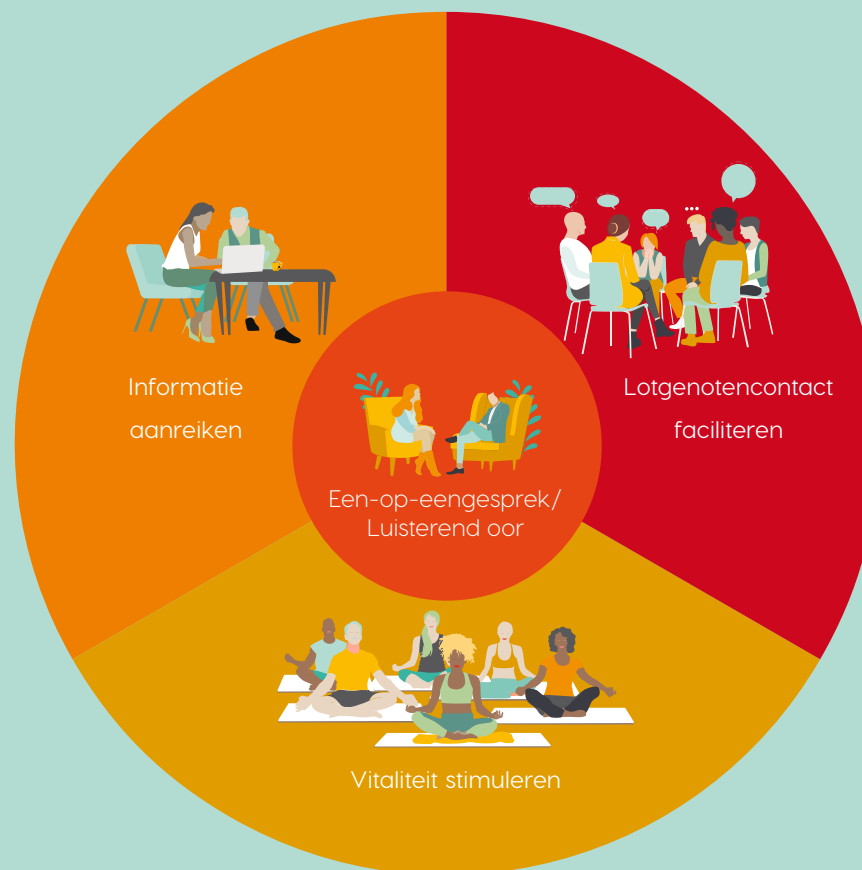 Informatie
aanreiken
Lotgenotencontact
faciliteren
Een-op-eengesprek/
Luisterend oor
Vitaliteit stimuleren